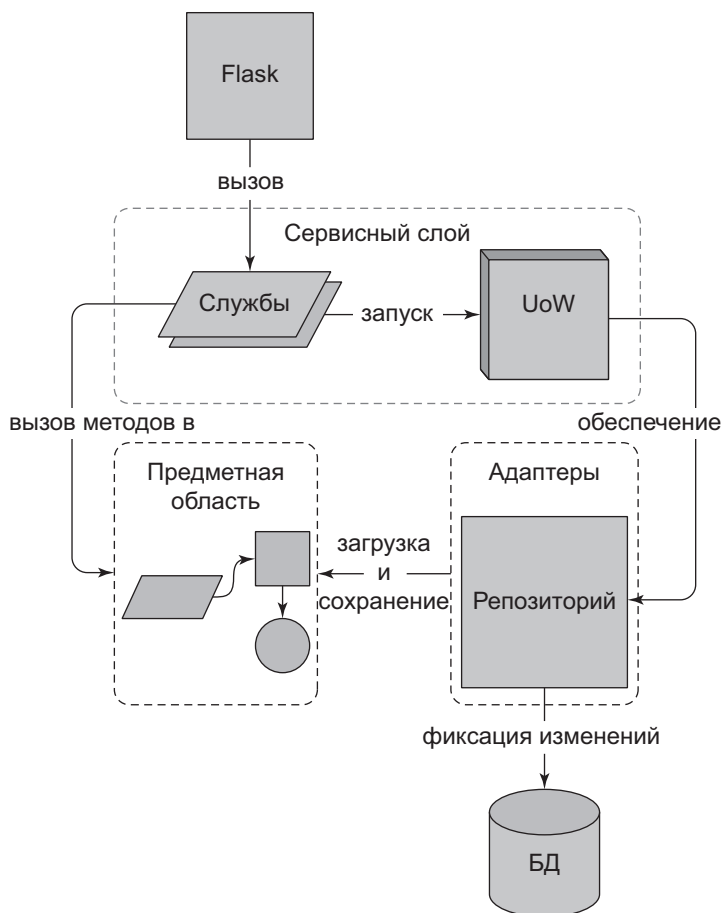 Flask
вызов
Сервисный слой
Службы
запуск
UoW
вызов методов в
обеспечение
Предметная
область
Адаптеры
загрузка
и
сохранение
Репозиторий
фиксация изменений
БД